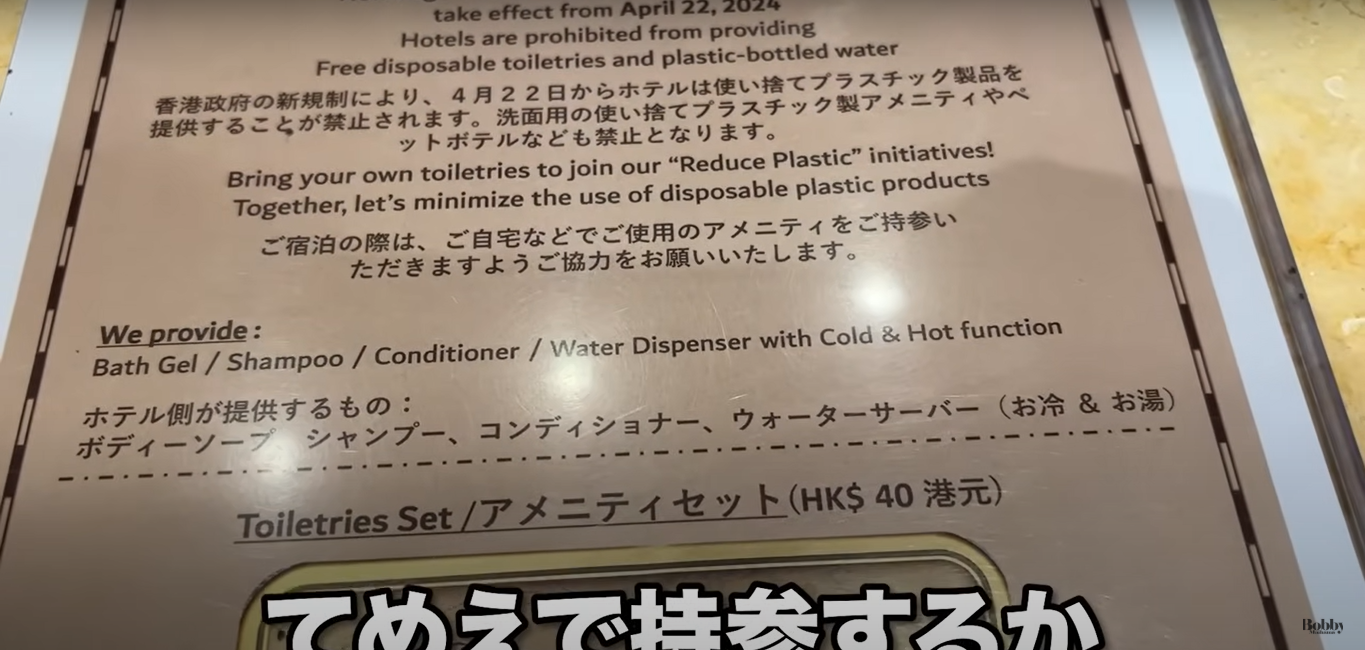 take effect from April 22, 2024
Hotels are prohibited from providing
Free disposable toiletries and plastic-bottled water
香港政府の新規制により、４月２２日からホテルは使い捨てプラスチック製品を
提供することが禁止されます。洗面用の使い捨てプラスチック製アメニティやペ
ットボテルなども禁止となります。
Bring your own toiletries to join our “Reduce Plastic” initiatives!
Together, let’s minimize the use of disposable plastic products
ご宿泊の際は、ご自宅などでご使用のアメニティをご持参い
ただきますようご協力をお願いいたします。
We provide :
Bath Gel / Shampoo / Conditioner / Water Dispenser with Cold & Hot function
ホテル側が提供するもの：
ボディーソープ、シャンプー、コンディショナー、ウォーターサーバー（お冷 & お湯）
Toiletries Set /アメニティセット(HK$ 40 港元)
てめえで持参するか
Bobby